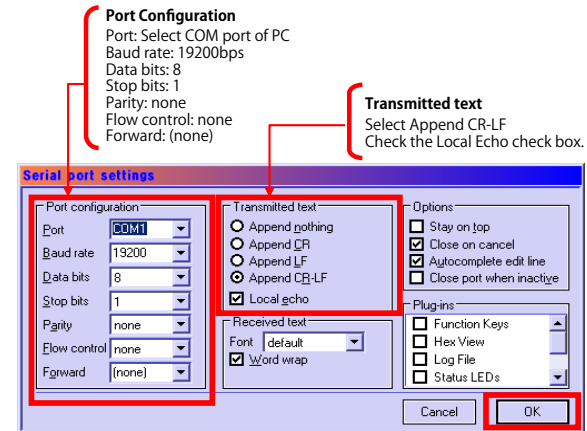 Port Configuration
Port: Select COM port of PC
Baud rate: 19200bps
Data bits: 8
Stop bits: 1
Parity: none
Flow control: none
Forward: (none)
Transmitted text
Select Append CR-LF
Check the Local Echo check box.
Serial port settings
Port configuration
Port COM1
Baud rate 19200
Data bits 8
Stop bits 1
Parity none
Flow control none
Forward (none)
Transmitted text
Append nothing
Append CR
Append LF
Append CR-LF
Local echo
Received text
Font default
Word wrap
Options
Stay on top
Close on cancel
Autocomplete edit line
Close port when inactive
Plug-ins
Function Keys
Hex View
Log File
Status LEDs
Cancel
OK